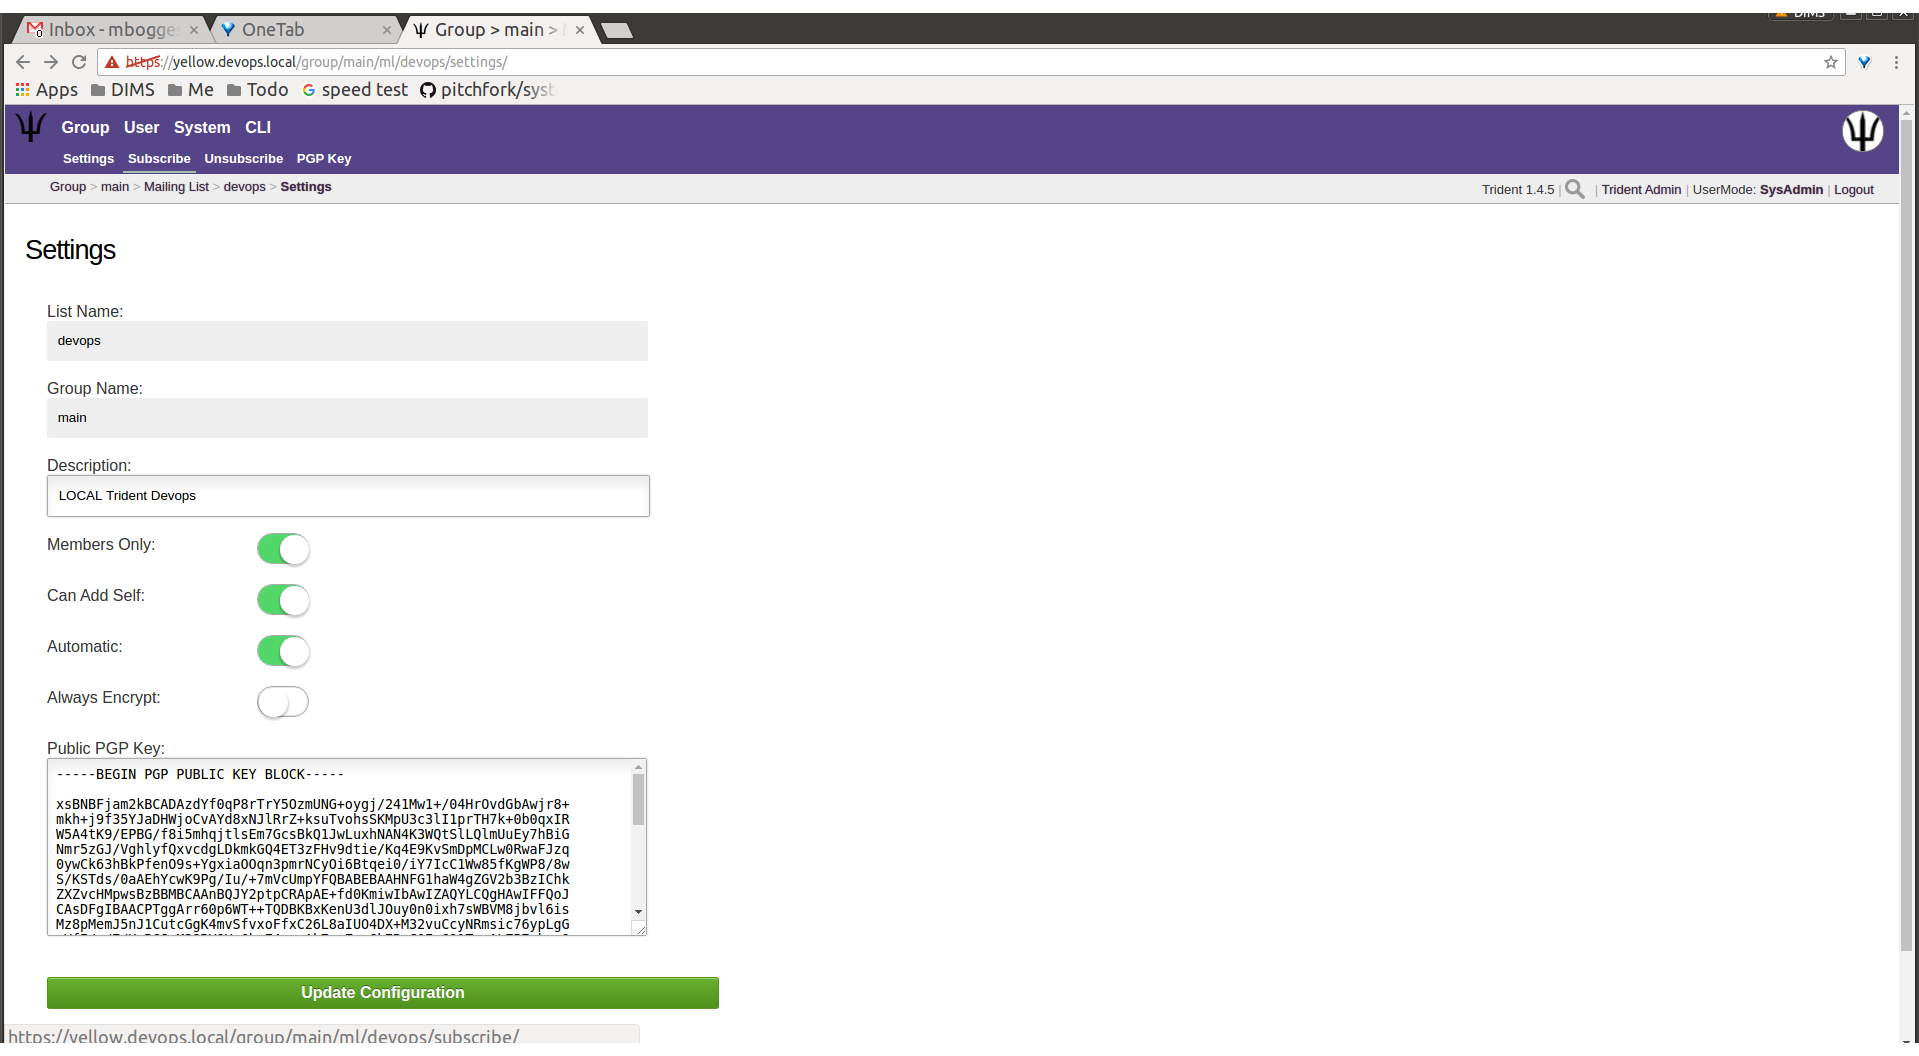 DIMS
Inbox - mbogge
OneTab
Group > main >
https://yellow.devops.local/group/main/ml/devops/settings/
Apps DIMS Me Todo speed test pitchfork/syst
Group User System CLI
Settings Subscribe Unsubscribe PGP Key
Group > main > Mailing List > devops > Settings
Trident 1.4.5 | | Trident Admin | UserMode: SysAdmin | Logout
Settings
List Name:
devops
Group Name:
main
Description:
LOCAL Trident Devops
Members Only:
Can Add Self:
Automatic:
Always Encrypt:
Public PGP Key:
-----BEGIN PGP PUBLIC KEY BLOCK-----
xsBNBFjam2kBCADAzdYf0qP8rTrY5OzmUNG+oygj/241Mw1+/04HrOvdGbAwjr8+
mkh+j9f35YJaDHWjoCvAYd8xNJlRrZ+ksuTvohsSKMpU3c3lI1prTH7k+0b0qxIR
W5A4tK9/EPBG/f8i5mhqjtlsEm7GcsBkQ1JwLuxhNAN4K3WQtSlLQlmUuEy7hBiG
Nmr5zGJ/VghlyfQxvcdgLDkmkGQ4ET3zFHv9dtie/Kq4E9KvSmDpMCLw0RwaFJzq
0ywCk63hBkPfenO9s+YgxiaOOqn3pmrNCyOi6Btqei0/iY7IcC1Ww85fKgWP8/8w
S/KSTds/0aAEhYcwK9Pg/Iu/+7mVcUmpYFQBABEBAAHNFG1haW4gZGV2b3BzIChk
ZXZvcHMpwsBzBBMBCAAnBQJY2ptpCRApAE+fd0KmiwIbAwIZAQYLCQgHAwIFFQoJ
CAsDFgIBAACPTggArr60p6WT++TQDBKBxKenU3dlJOuy0n0ixh7sWBVM8jbvl6is
Mz8pMemJ5nJ1CutcGgK4mvSfvxoFfxC26L8aIUO4DX+M32vuCcyNRmsic76ypLgG
Update Configuration
https://yellow.devops.local/group/main/ml/devops/subscribe/